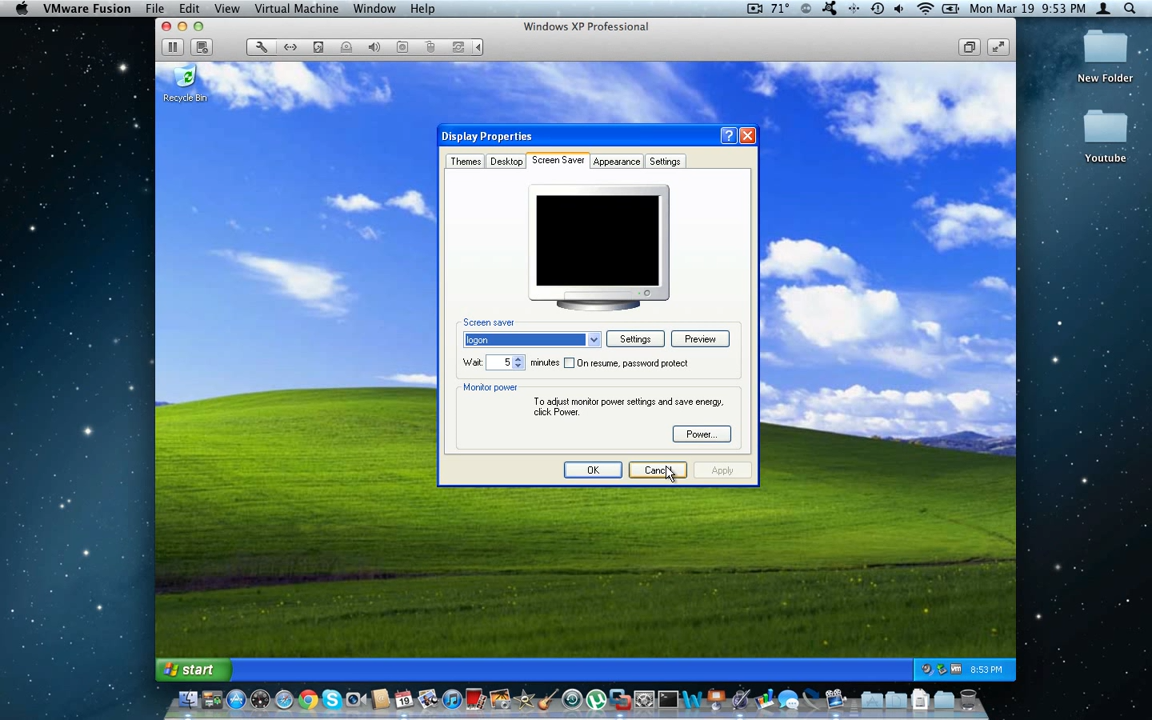 VMware Fusion File Edit View Virtual Machine Window Help 71° Mon Mar 19 9:53 PM
Windows XP Professional
Recycle Bin
New Folder
Youtube
Display Properties
Themes Desktop Screen Saver Appearance Settings
Screen saver
logon Settings Preview
Wait: 5 minutes On resume, password protect
Monitor power
To adjust monitor power settings and save energy,
click Power.
Power...
OK Cancel Apply
start 8:53 PM
19